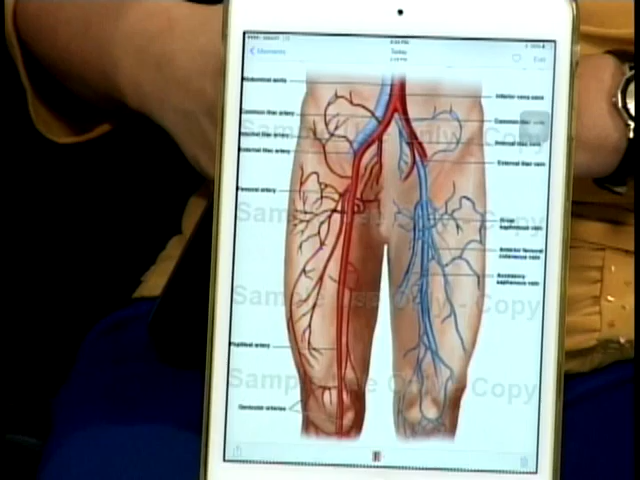 Moments
Today
Edit
Abdominal aorta
Inferior vena cava
Common iliac artery
Common iliac vein
Internal iliac artery
Internal iliac vein
External iliac artery
External iliac vein
Sample Use Only - Copy
Femoral artery
Sample Use Only - Copy
saphenous vein
Anterior femoral
cutaneous vein
Accessory
saphenous vein
Sample Use Only - Copy
Popliteal artery
Sample Use Only - Copy
Genicular arteries